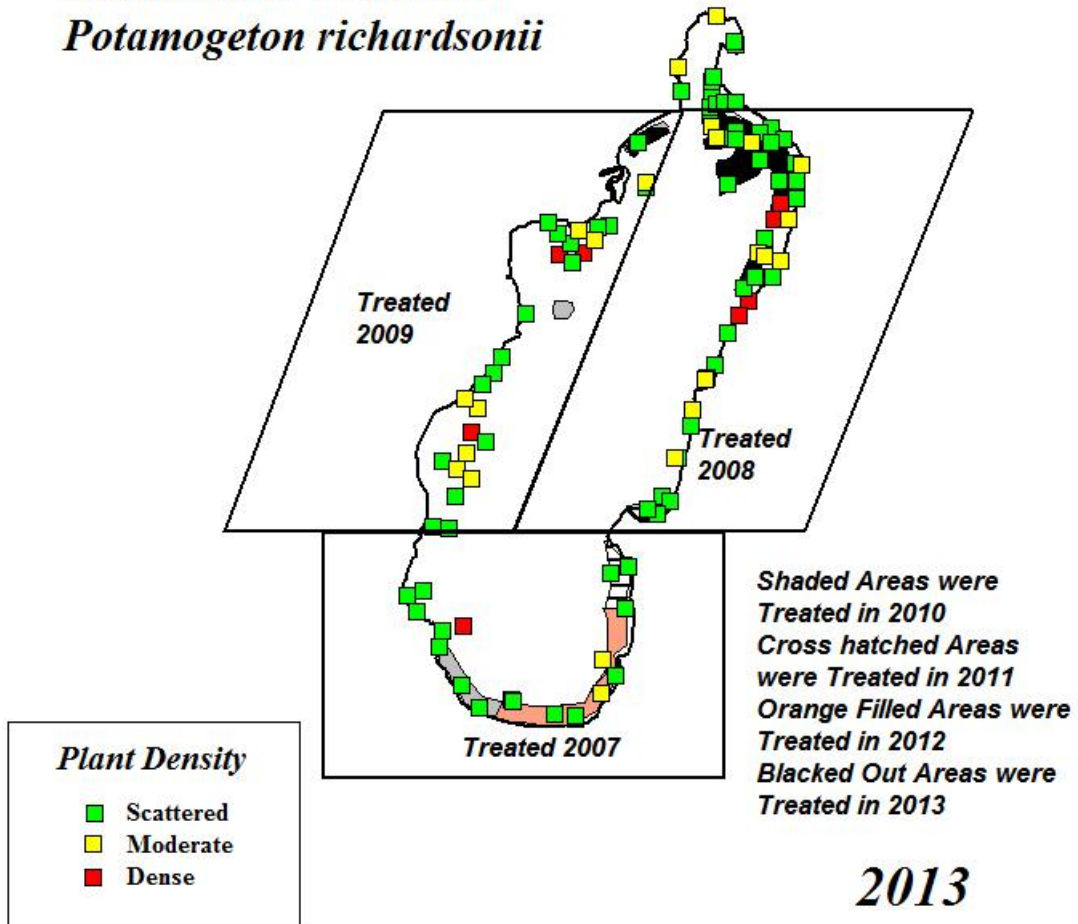 Potamogeton richardsonii
Treated
2009
Treated
2008
Treated 2007
Shaded Areas were
Treated in 2010
Cross hatched Areas
were Treated in 2011
Orange Filled Areas were
Treated in 2012
Blacked Out Areas were
Treated in 2013
Plant Density
Scattered
Moderate
Dense
2013